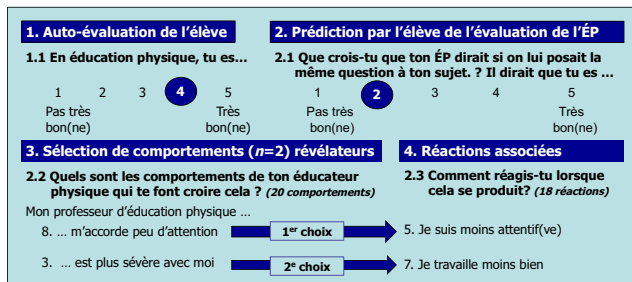 1. Auto-évaluation de l'élève
1.1 En éducation physique, tu es…
1 2 3 4 5
Pas très bon(ne)
Très bon(ne)
2. Prédiction par l'élève de l'évaluation de l'ÉP
2.1 Que crois-tu que ton ÉP dirait si on lui posait la
même question à ton sujet. ? Il dirait que tu es …
1 2 3 4 5
Pas très bon(ne)
Très bon(ne)
3. Sélection de comportements (n=2) révélateurs
2.2 Quels sont les comportements de ton éducateur
physique qui te font croire cela ? (20 comportements)
Mon professeur d'éducation physique …
8. … m'accorde peu d'attention
1er choix
3. … est plus sévère avec moi
2e choix
4. Réactions associées
2.3 Comment réagis-tu lorsque
cela se produit? (18 réactions)
5. Je suis moins attentif(ve)
7. Je travaille moins bien